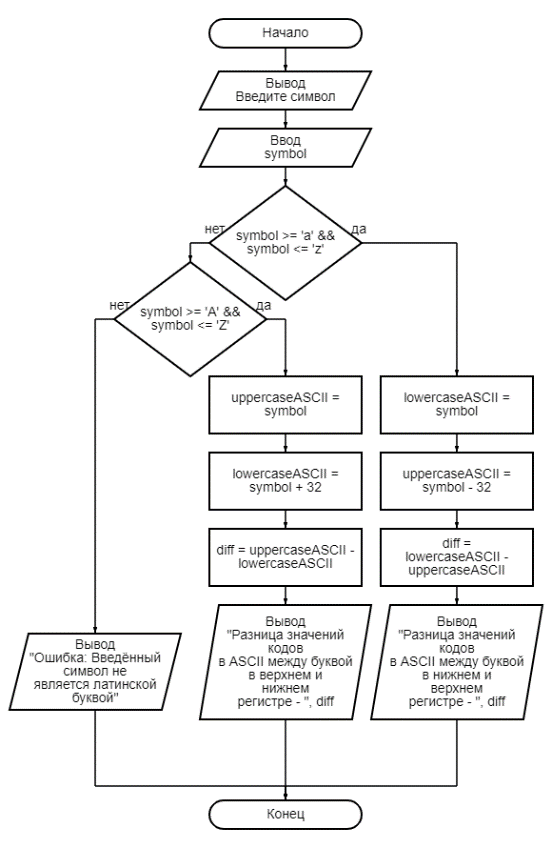 Начало
Вывод
Введите символ
Ввод
symbol
нет
symbol >= 'a' &&
symbol <= 'z'
да
нет
symbol >= 'A' &&
symbol <= 'Z'
да
uppercaseASCII =
symbol
lowercaseASCII =
symbol
lowercaseASCII =
symbol + 32
uppercaseASCII =
symbol - 32
diff = uppercaseASCII -
lowercaseASCII
diff =
lowercaseASCII -
uppercaseASCII
Вывод
"Ошибка: Введённый
символ не
является латинской
буквой"
Вывод
"Разница значений
кодов
в ASCII между буквой
в верхнем и
нижнем
регистре - ", diff
Вывод
"Разница значений
кодов
в ASCII между буквой
в нижнем и
верхнем
регистре - ", diff
Конец